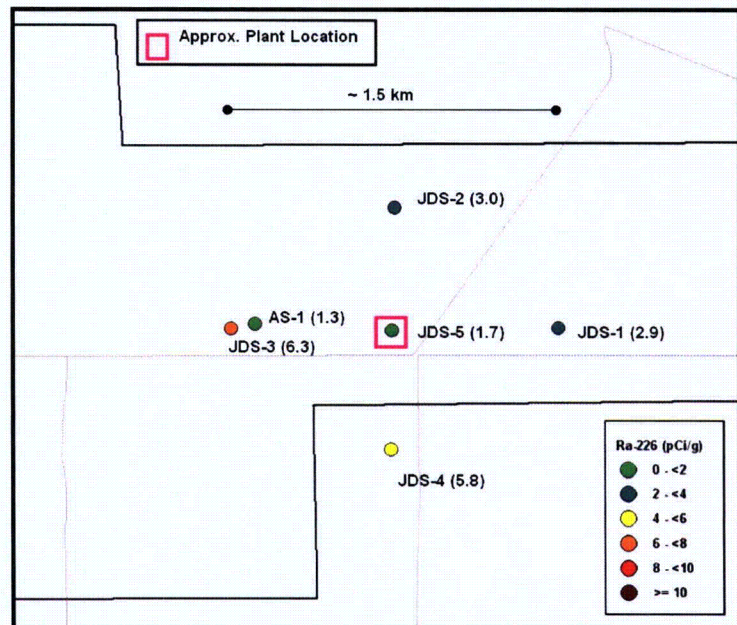 Approx. Plant Location
~ 1.5 km
JDS-2 (3.0)
AS-1 (1.3)
JDS-3 (6.3)
JDS-5 (1.7)
JDS-1 (2.9)
JDS-4 (5.8)
Ra-226 (pCi/g)
0 - <2
2 - <4
4 - <6
6 - <8
8 - <10
>= 10